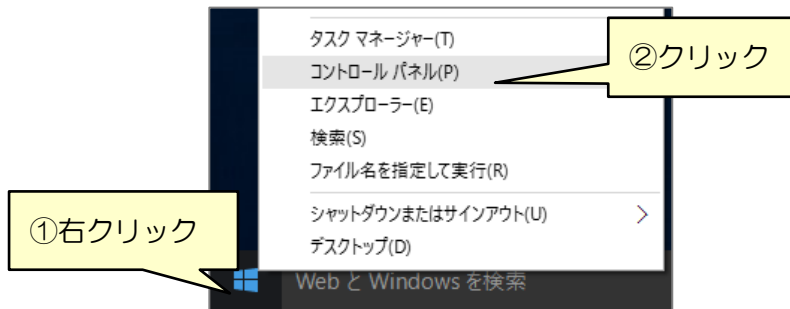 タスク マネージャー(T)
コントロール パネル(P)
②クリック
エクスプローラー(E)
検索(S)
ファイル名を指定して実行(R)
シャットダウンまたはサインアウト(U)
①右クリック
デスクトップ(D)
Web と Windows を検索